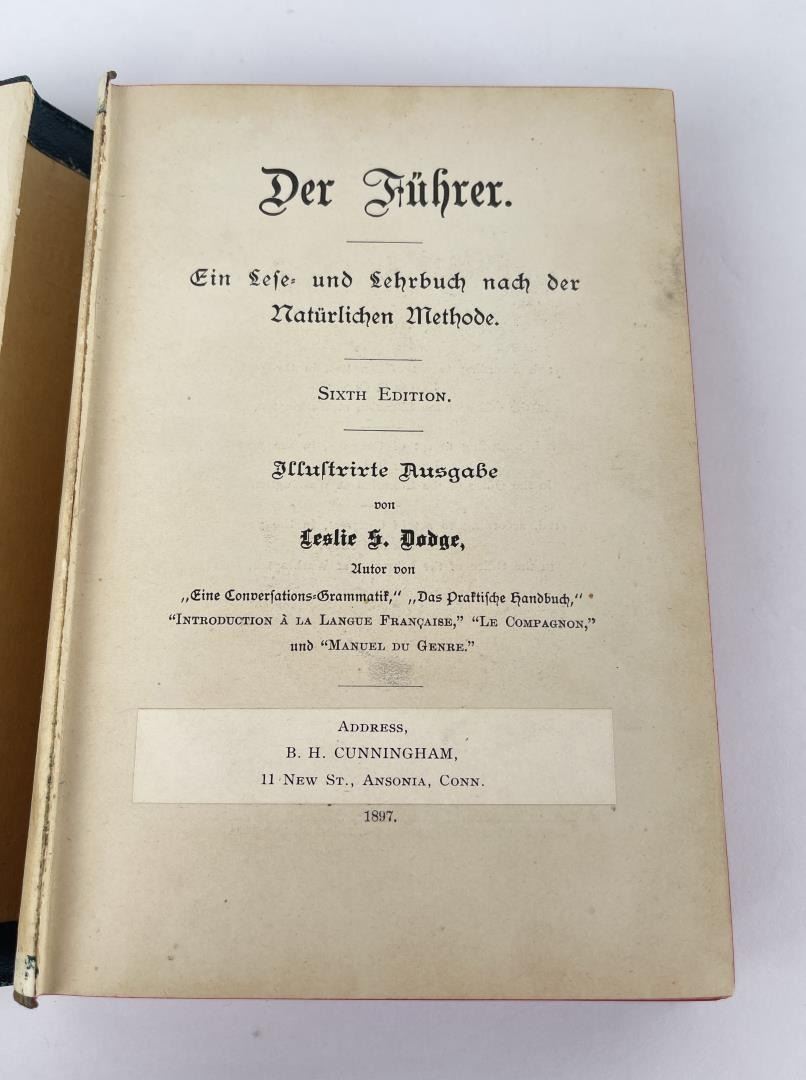 Der Führer.
Ein Lese- und Lehrbuch nach der
Natürlichen Methode.
SIXTH EDITION.
Illustrirte Ausgabe
von
Leslie S. Dodge,
Autor von
„Eine Conversations-Grammatik,“ „Das Praktische Handbuch,“
“INTRODUCTION À LA LANGUE FRANÇAISE,” “LE COMPAGNON,”
und “MANUEL DU GENRE.”
ADDRESS,
B. H. CUNNINGHAM,
11 NEW ST., ANSONIA, CONN.
1897.